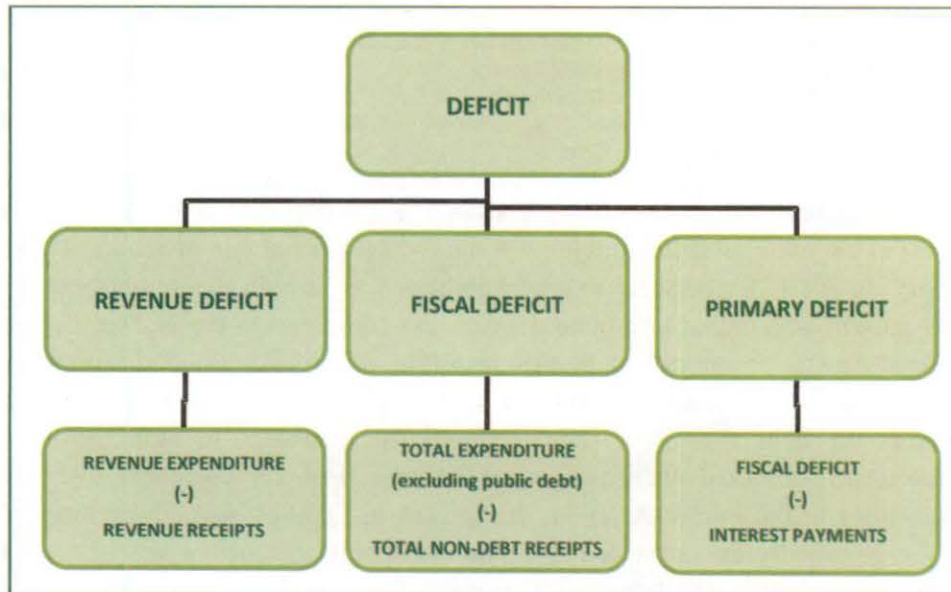 DEFICIT
REVENUE DEFICIT
FISCAL DEFICIT
PRIMARY DEFICIT
REVENUE EXPENDITURE
(-)
REVENUE RECEIPTS
TOTAL EXPENDITURE
(excluding public debt)
(-)
TOTAL NON-DEBT RECEIPTS
FISCAL DEFICIT
(-)
INTEREST PAYMENTS